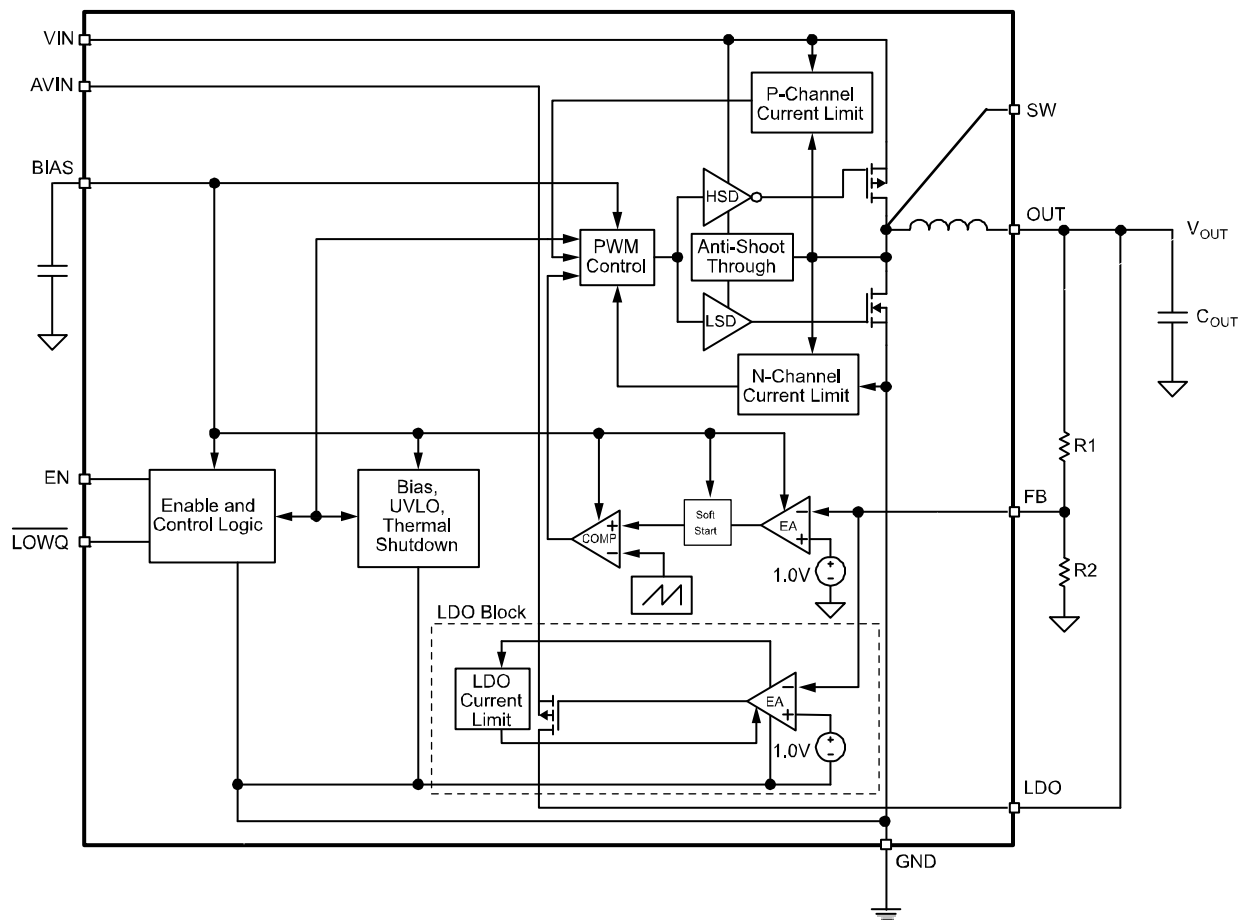 VIN
AVIN
P-Channel
Current Limit
SW
BIAS
HSD
OUT
V_OUT
PWM
Control
Anti-Shoot
Through
LSD
C_OUT
N-Channel
Current Limit
R1
EN
Enable and
Control Logic
Bias,
UVLO,
Thermal
Shutdown
LOWQ
COMP
+
−
Soft
Start
EA
−
+
FB
1.0V
+
−
R2
LDO Block
LDO
Current
Limit
EA
−
+
1.0V
+
−
LDO
GND